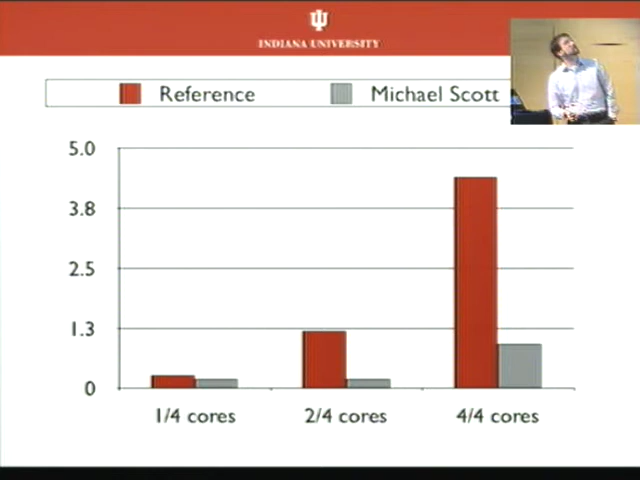 INDIANA UNIVERSITY
Reference
Michael Scott
5.0
3.8
2.5
1.3
0
1/4 cores
2/4 cores
4/4 cores